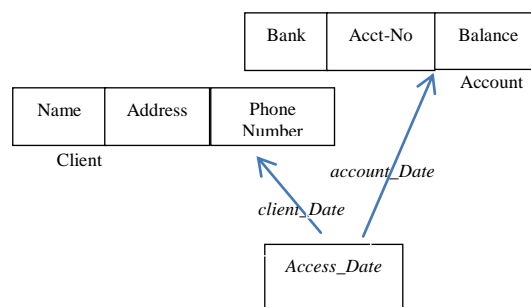 Bank Acct-No Balance
Account
Name Address Phone
Number
Client
account_Date
client_Date
Access_Date